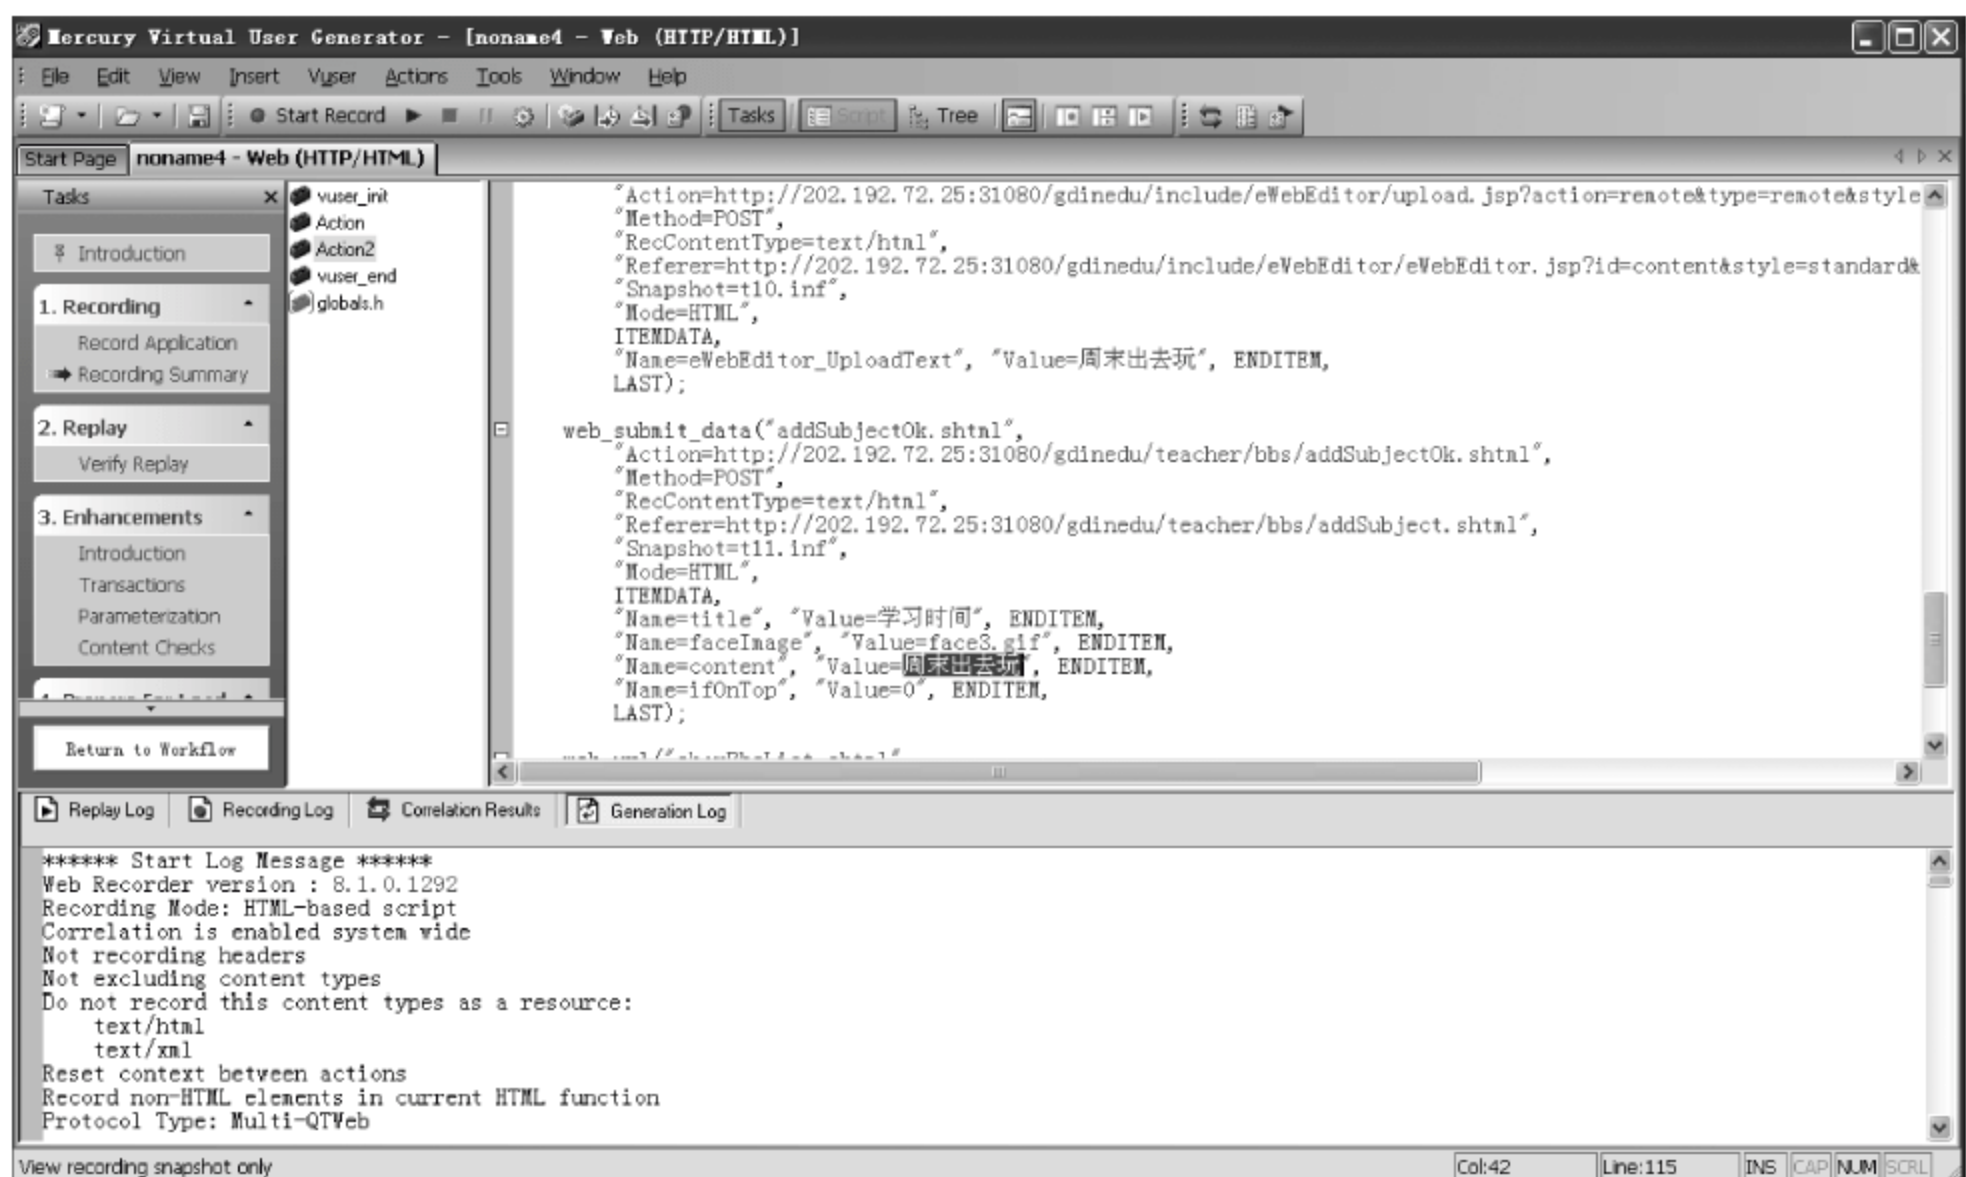 Mercury Virtual User Generator - [noname4 - Web (HTTP/HTML)]
File Edit View Insert Vuser Actions Tools Window Help
Start Record Tasks Script Tree
Start Page noname4 - Web (HTTP/HTML)
Tasks
Introduction
1. Recording
Record Application
Recording Summary
2. Replay
Verify Replay
3. Enhancements
Introduction
Transactions
Parameterization
Content Checks
Return to Workflow
vuser_init
Action
Action2
vuser_end
globals.h
"Action=http://202.192.72.25:31080/gdinedu/include/eWebEditor/upload.jsp?action=remote&type=remote&style
"Method=POST",
"RecContentType=text/html",
"Referer=http://202.192.72.25:31080/gdinedu/include/eWebEditor/eWebEditor.jsp?id=content&style=standard&
"Snapshot=t10.inf",
"Mode=HTML",
ITEMDATA,
"Name=eWebEditor_UploadText", "Value=周末出去玩", ENDITEM,
LAST);
web_submit_data("addSubjectOk.shtml",
"Action=http://202.192.72.25:31080/gdinedu/teacher/bbs/addSubjectOk.shtml",
"Method=POST",
"RecContentType=text/html",
"Referer=http://202.192.72.25:31080/gdinedu/teacher/bbs/addSubject.shtml",
"Snapshot=t11.inf",
"Mode=HTML",
ITEMDATA,
"Name=title", "Value=学习时间", ENDITEM,
"Name=faceImage", "Value=face3.gif", ENDITEM,
"Name=content", "Value=周末出去玩", ENDITEM,
"Name=ifOnTop", "Value=0", ENDITEM,
LAST);
Replay Log Recording Log Correlation Results Generation Log
****** Start Log Message ******
Web Recorder version : 8.1.0.1292
Recording Mode: HTML-based script
Correlation is enabled system wide
Not recording headers
Not excluding content types
Do not record this content types as a resource:
text/html
text/xml
Reset context between actions
Record non-HTML elements in current HTML function
Protocol Type: Multi-QTWeb
View recording snapshot only Col:42 Line:115 INS CAP NUM SCRL